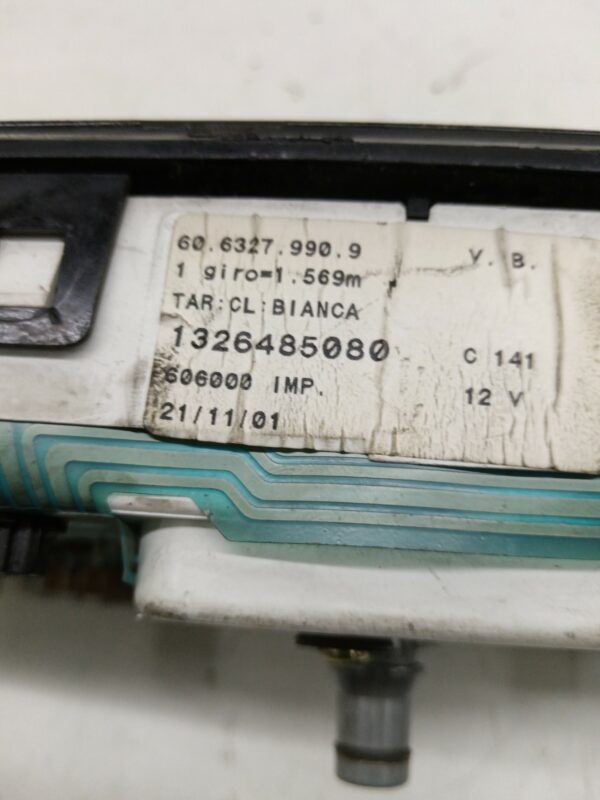 60.6327.990.9 V. B.
1 giro=1.569m
TAR:CL:BIANCA
1326485080 C 141
606000 IMP. 12 V
21/11/01